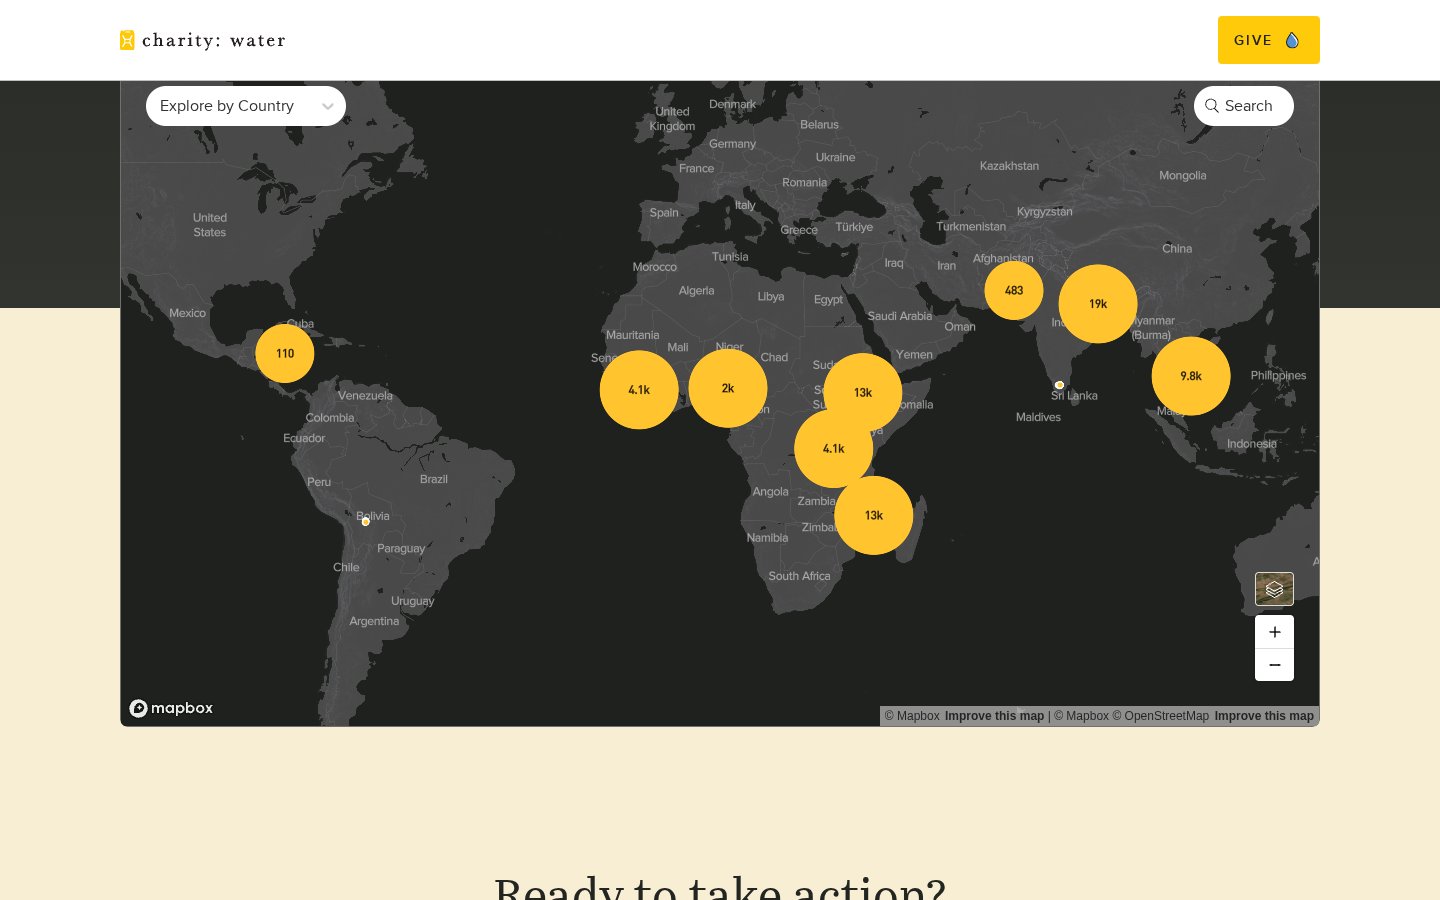 charity: water
GIVE
Explore by Country
Search
United
Kingdom
Denmark
Belarus
Germany
Ukraine
France
Kazakhstan
Mongolia
Romania
Italy
Spain
Kyrgyzstan
United
States
Greece
Türkiye
Turkmenistan
China
Tunisia
Morocco
Iraq
Iran
Afghanistan
Algeria
Libya
Egypt
483
19k
Mexico
Saudi Arabia
Oman
Cuba
Myanmar
(Burma)
Mauritania
Mali
Niger
Chad
Yemen
110
4.1k
2k
13k
9.8k
Philippines
Venezuela
Sri Lanka
Colombia
Maldives
Ecuador
4.1k
Indonesia
Peru
Brazil
Angola
Zambia
Bolivia
13k
Namibia
Paraguay
Chile
South Africa
Uruguay
Argentina
mapbox
© Mapbox Improve this map | © Mapbox © OpenStreetMap Improve this map
Ready to take action?